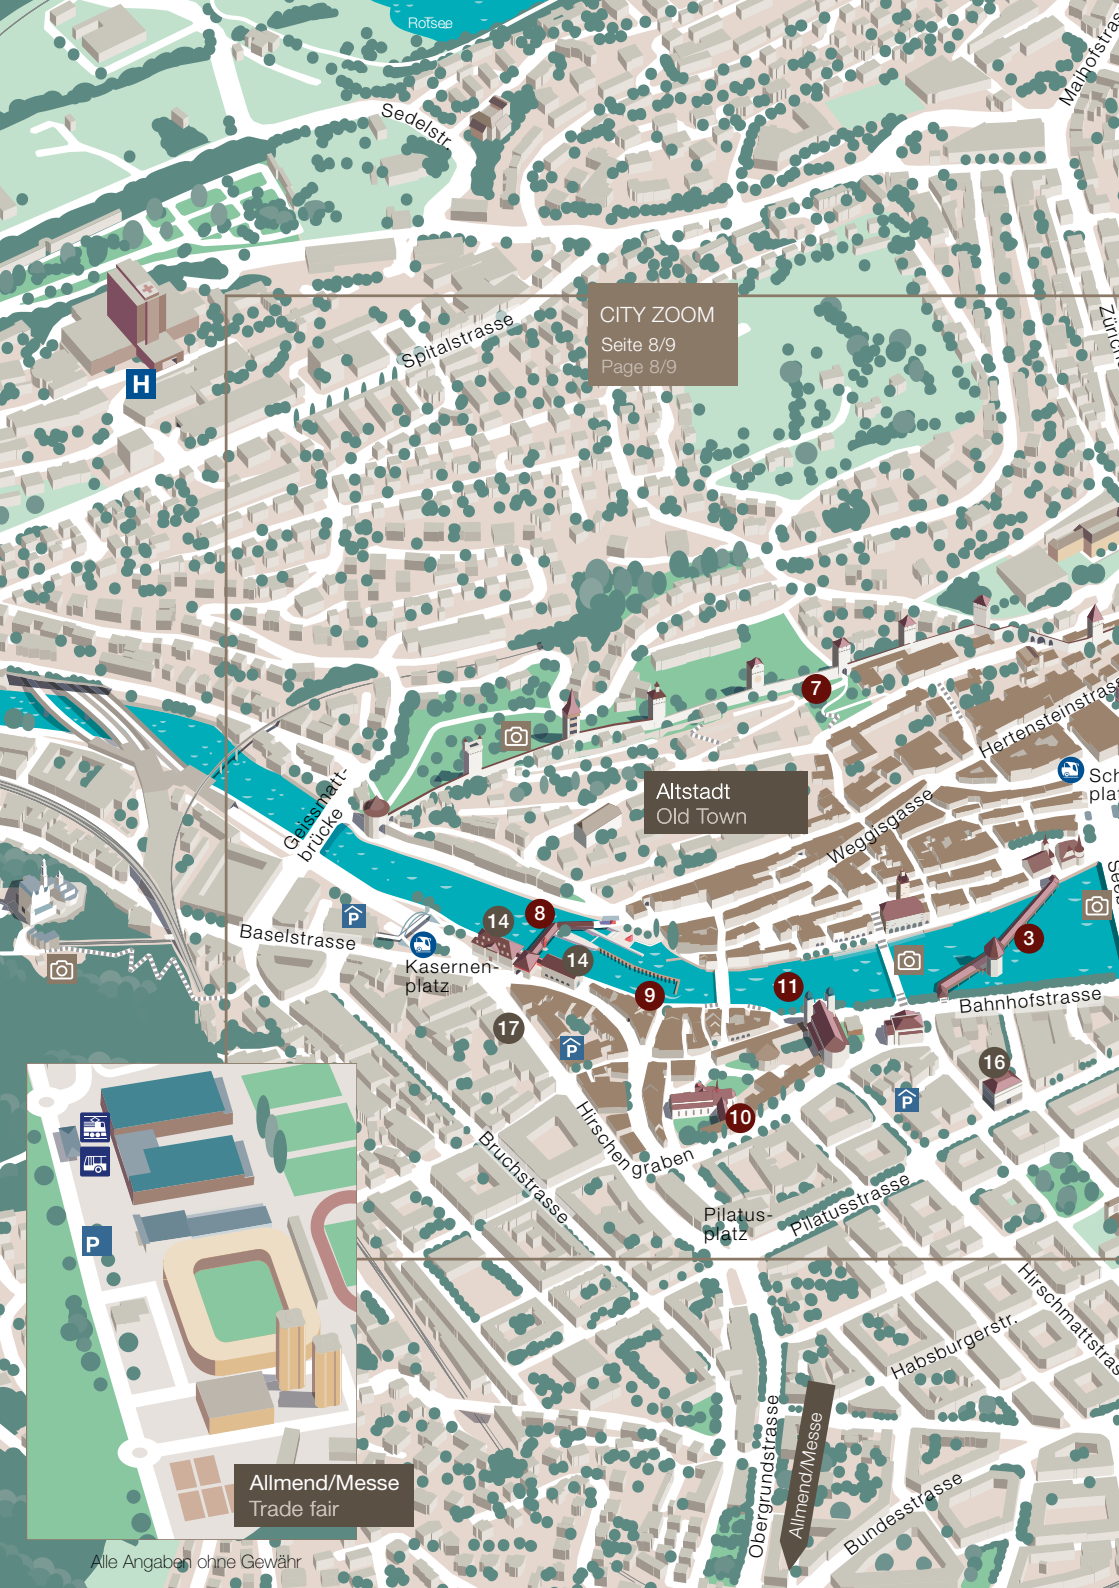 Rotsee
Maihofstras
Sedelstr.
CITY ZOOM
Seite 8/9
Page 8/9
Spitalstrasse
Zürich
H
7
Hertensteinstrass
Sch
plat
Altstadt
Old Town
Weggisgasse
Geissmatt-
brücke
Seeb
P
14
8
3
Baselstrasse
Kasernen-
platz
14
9
11
Bahnhofstrasse
17
P
16
P
10
Hirschengraben
Bruchstrasse
Pilatus-
platz
Pilatusstrasse
P
Hirschmattstras
Habsburgerstr.
Obergrundstrasse
Allmend/Messe
Bundesstrasse
Allmend/Messe
Trade fair
Alle Angaben ohne Gewähr